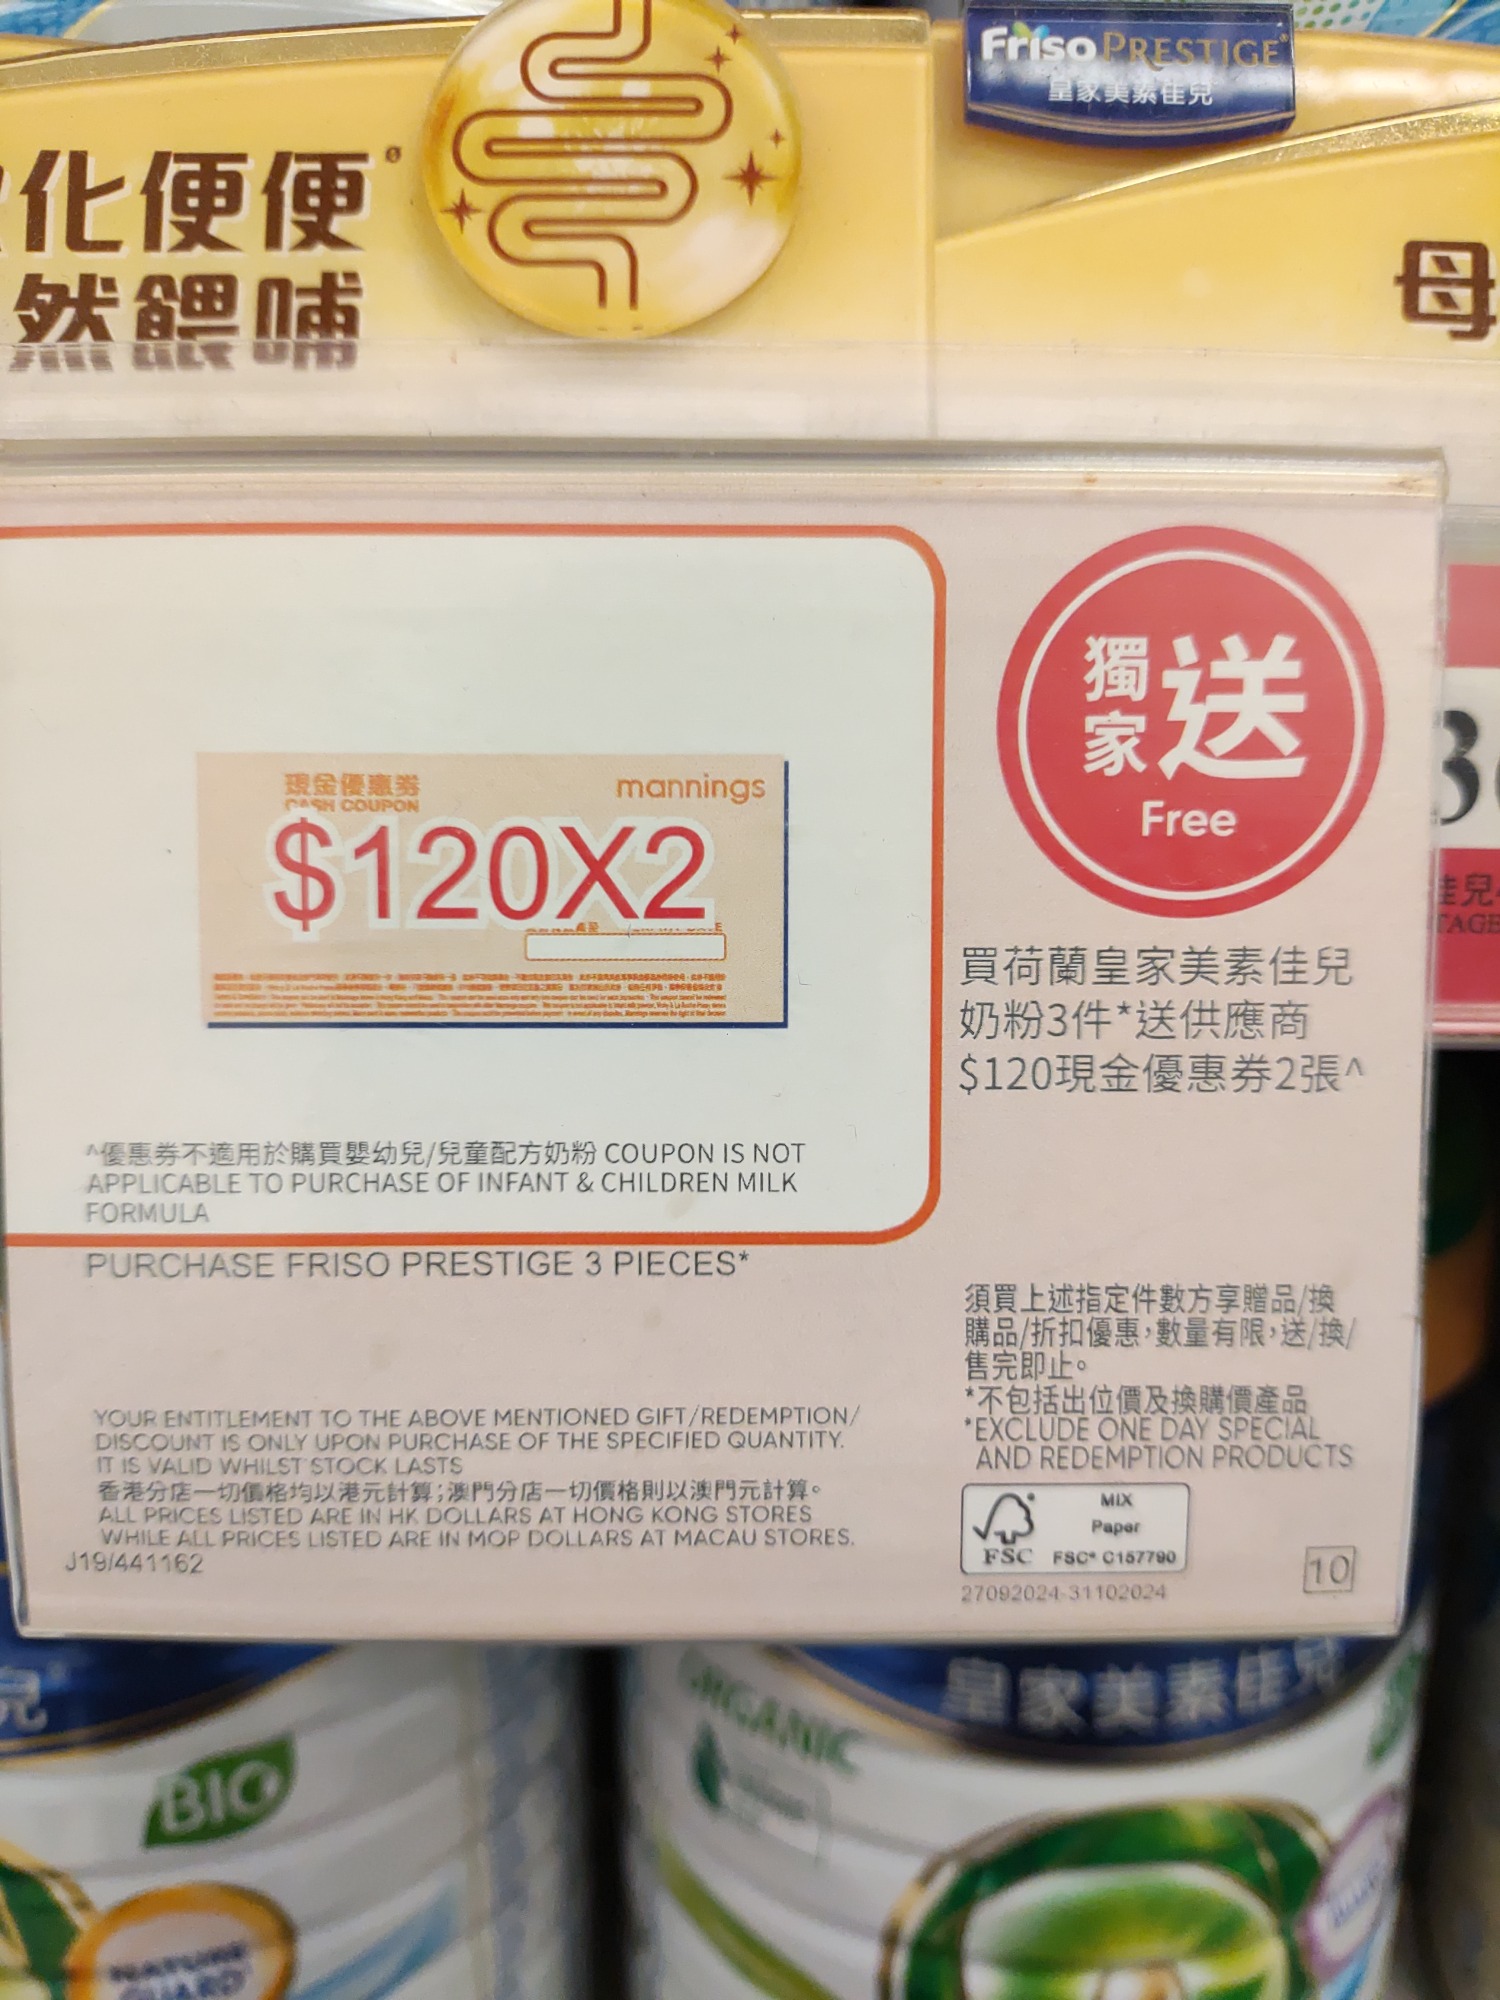 Friso PRESTIGE
皇家美素佳兒
化便便
然餵哺
母
獨家送
Free
現金優惠券
CASH COUPON
mannings
$120X2
買荷蘭皇家美素佳兒
奶粉3件*送供應商
$120現金優惠券2張^
^優惠券不適用於購買嬰幼兒/兒童配方奶粉 COUPON IS NOT
APPLICABLE TO PURCHASE OF INFANT & CHILDREN MILK
FORMULA
PURCHASE FRISO PRESTIGE 3 PIECES*
須買上述指定件數方享贈品/換
購品/折扣優惠,數量有限,送/換/
售完即止。
*不包括出位價及換購價產品
*EXCLUDE ONE DAY SPECIAL
AND REDEMPTION PRODUCTS
YOUR ENTITLEMENT TO THE ABOVE MENTIONED GIFT/REDEMPTION/
DISCOUNT IS ONLY UPON PURCHASE OF THE SPECIFIED QUANTITY.
IT IS VALID WHILST STOCK LASTS
香港分店一切價格均以港元計算;澳門分店一切價格則以澳門元計算。
ALL PRICES LISTED ARE IN HK DOLLARS AT HONG KONG STORES
WHILE ALL PRICES LISTED ARE IN MOP DOLLARS AT MACAU STORES.
J19/441162
FSC
MIX
Paper
FSC® C157790
27092024-31102024
10
皇家美素佳兒
BIO
ORGANIC
NATURE
GUARD